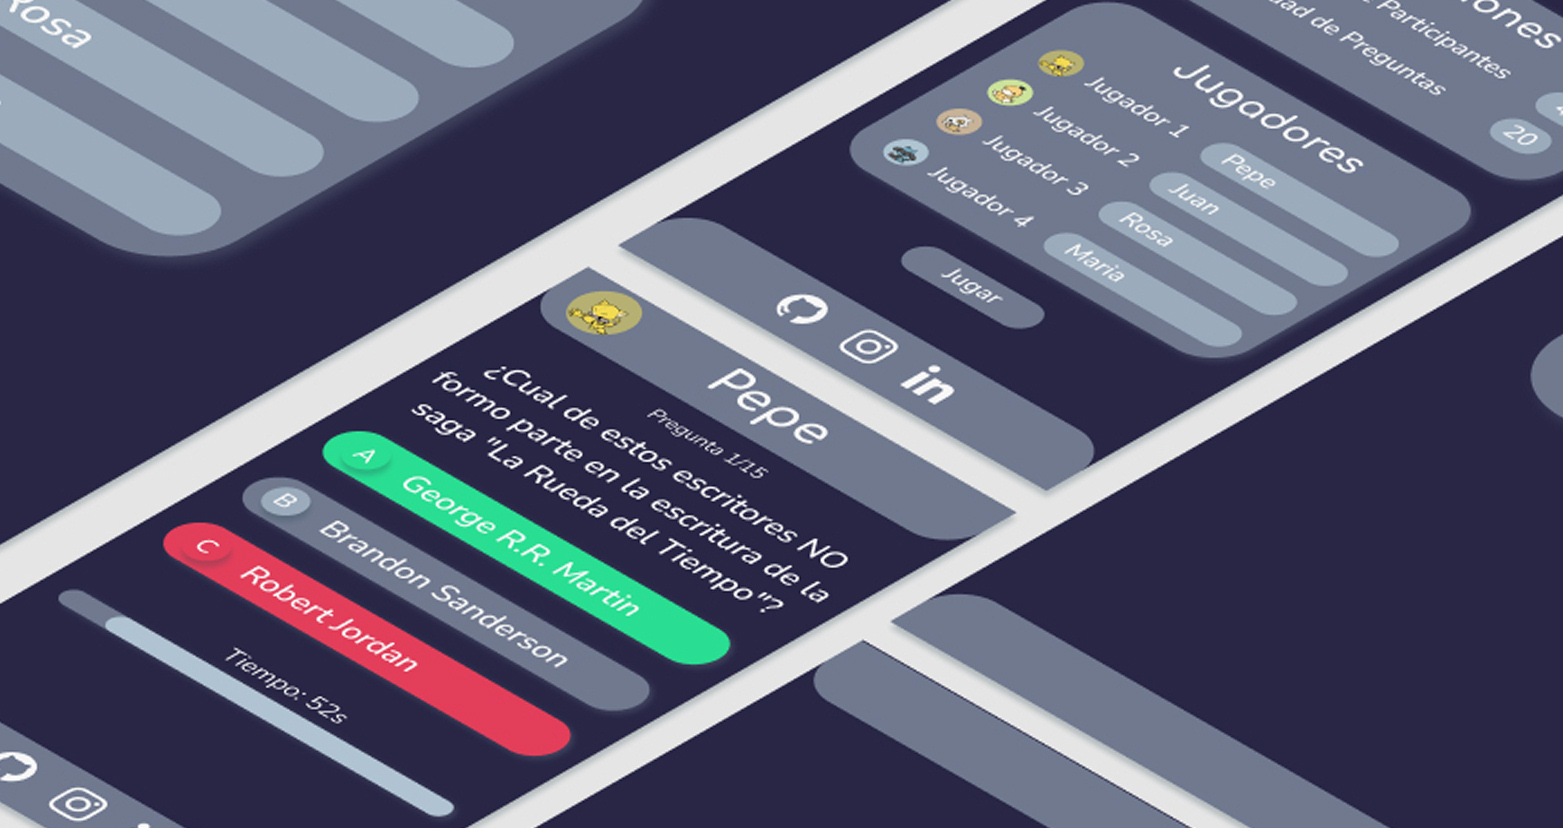 Rosa
Participantes
de Preguntas
20
Jugadores
Jugador 1
Pepe
Jugador 2
Juan
Jugador 3
Rosa
Jugador 4
Maria
Jugar
in
Pepe
Pregunta 1/15
¿Cual de estos escritores NO
formo parte en la escritura de la
saga "La Rueda del Tiempo"?
A George R.R. Martin
B Brandon Sanderson
C Robert Jordan
Tiempo: 52s